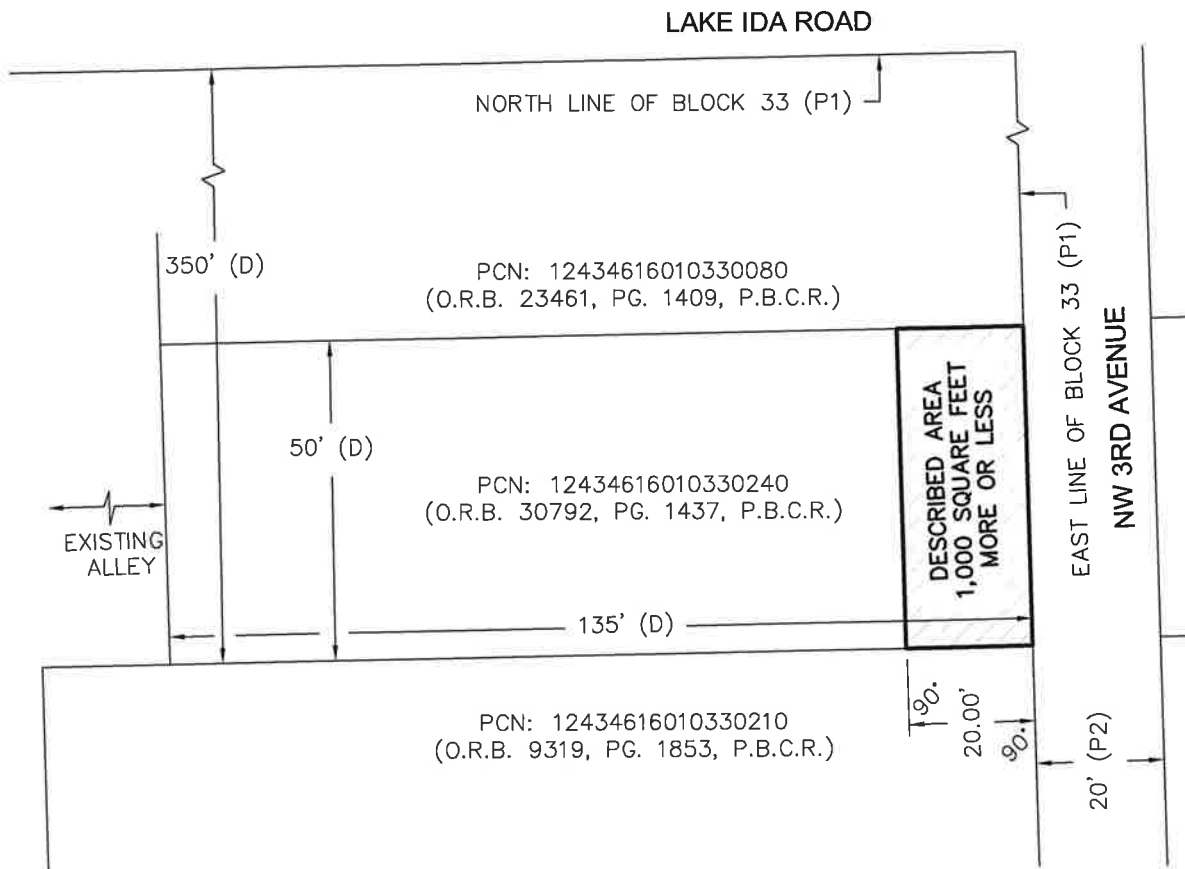 LAKE IDA ROAD
NORTH LINE OF BLOCK 33 (P1)
350' (D)
PCN: 12434616010330080
(O.R.B. 23461, PG. 1409, P.B.C.R.)
EAST LINE OF BLOCK 33 (P1)
NW 3RD AVENUE
50' (D)
PCN: 12434616010330240
(O.R.B. 30792, PG. 1437, P.B.C.R.)
DESCRIBED AREA
1,000 SQUARE FEET
MORE OR LESS
EXISTING
ALLEY
135' (D)
PCN: 12434616010330210
(O.R.B. 9319, PG. 1853, P.B.C.R.)
90°
20.00'
90°
20' (P2)